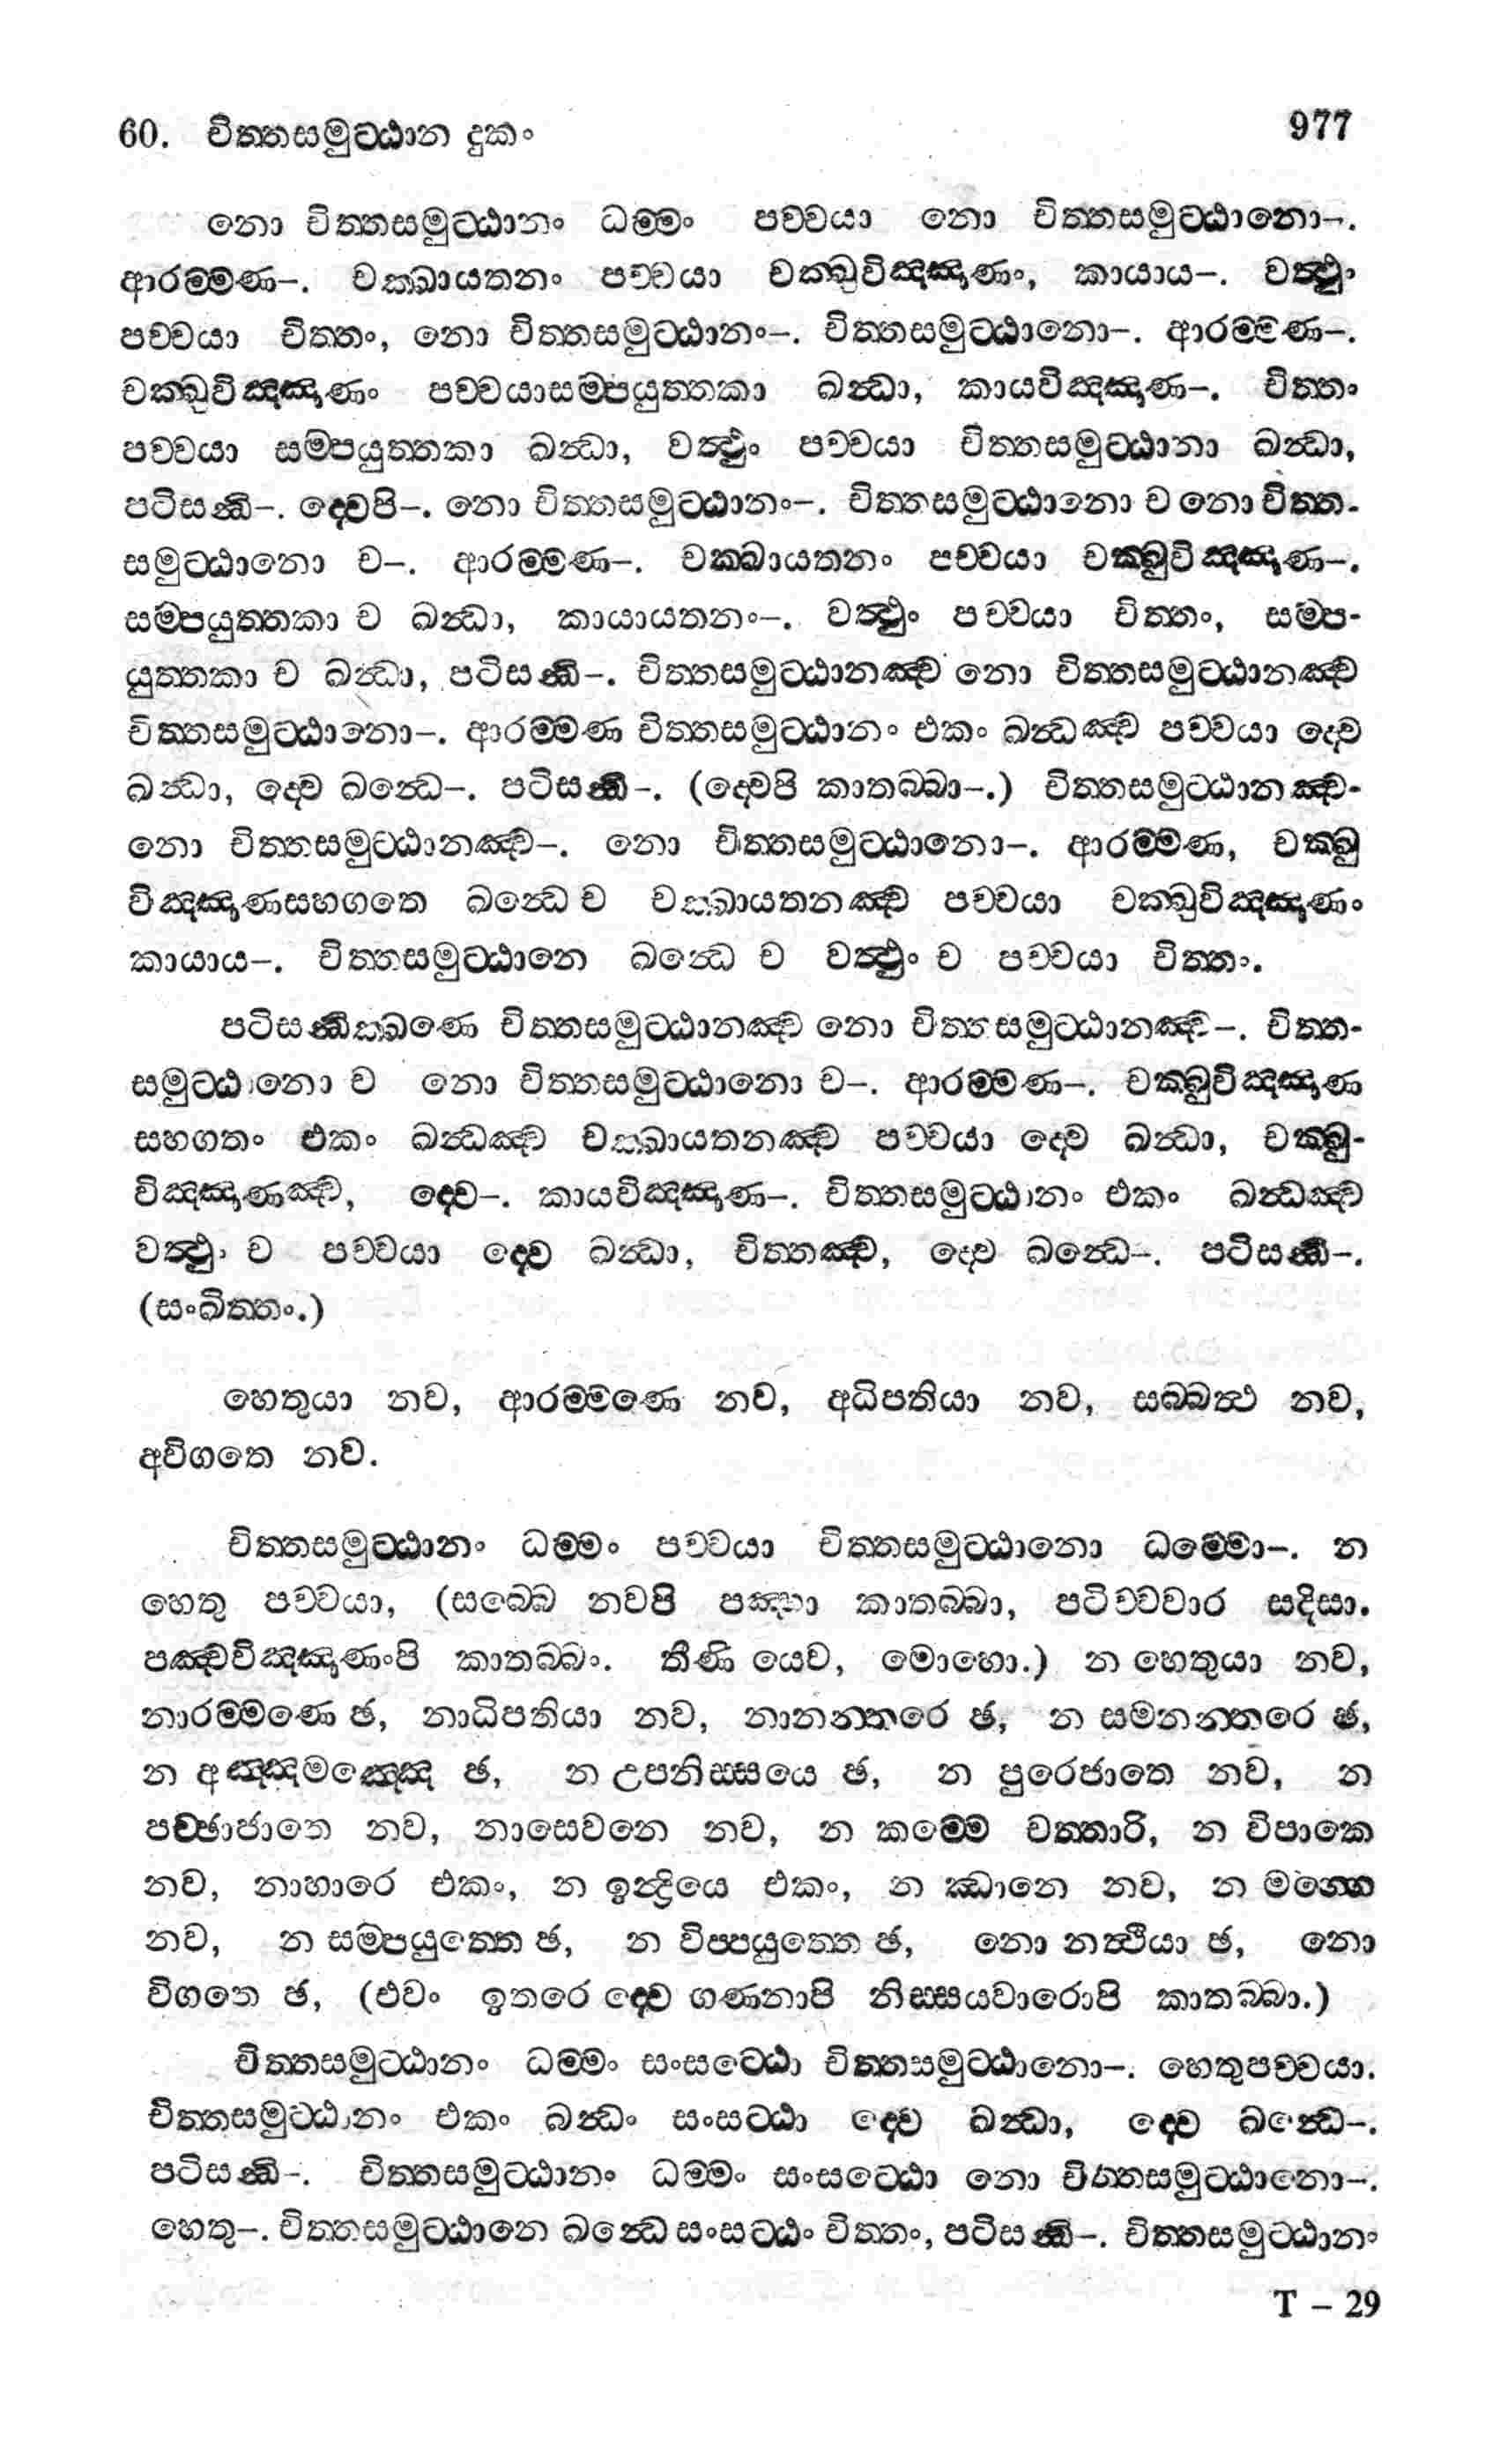 60. චිත්තසමුට්ඨාන දුකං 977
නො චිත්තසමුට්ඨානං ධම්මං පච්චයා නො චිත්තසමුට්ඨානො–.
ආරම්මණ–. චක්ඛායතනං පච්චයා චක්ඛුවිඤ්ඤාණං, කායාය–. වත්ථුං
පච්චයා චිත්තං, නො චිත්තසමුට්ඨානං–. චිත්තසමුට්ඨානො–. ආරම්මණ–.
චක්ඛුවිඤ්ඤාණං පච්චයාසම්පයුත්තකා ඛන්ධා, කායවිඤ්ඤාණ–. චිත්තං
පච්චයා සම්පයුත්තකා ඛන්ධා, වත්ථුං පච්චයා චිත්තසමුට්ඨානා ඛන්ධා,
පටිසන්ධි–. ද්වෙපි–. නො චිත්තසමුට්ඨානං–. චිත්තසමුට්ඨානො ච නො චිත්ත-
සමුට්ඨානො ච–. ආරම්මණ–. චක්ඛායතනං පච්චයා චක්ඛුවිඤ්ඤාණ–.
සම්පයුත්තකා ච ඛන්ධා, කායායතනං–. වත්ථුං පච්චයා චිත්තං, සම්ප-
යුත්තකා ච ඛන්ධා, පටිසන්ධි–. චිත්තසමුට්ඨානඤ්ච නො චිත්තසමුට්ඨානඤ්ච
චිත්තසමුට්ඨානො–. ආරම්මණ චිත්තසමුට්ඨානං එකං ඛන්ධඤ්ච පච්චයා ද්වෙ
ඛන්ධා, ද්වෙ ඛන්ධෙ–. පටිසන්ධි–. (ද්වෙපි කාතබ්බා–.) චිත්තසමුට්ඨානඤ්ච-
නො චිත්තසමුට්ඨානඤ්ච–. නො චිත්තසමුට්ඨානො–. ආරම්මණ, චක්ඛු
විඤ්ඤාණසහගතෙ ඛන්ධෙ ච චක්ඛායතනඤ්ච පච්චයා චක්ඛුවිඤ්ඤාණං
කායාය–. චිත්තසමුට්ඨානෙ ඛන්ධෙ ච වත්ථුං ච පච්චයා චිත්තං.
පටිසන්ධික්ඛණෙ චිත්තසමුට්ඨානඤ්ච නො චිත්තසමුට්ඨානඤ්ච–. චිත්ත-
සමුට්ඨානො ච නො චිත්තසමුට්ඨානො ච–. ආරම්මණ–. චක්ඛුවිඤ්ඤාණ
සහගතං එකං ඛන්ධඤ්ච චක්ඛායතනඤ්ච පච්චයා ද්වෙ ඛන්ධා, චක්ඛු-
විඤ්ඤාණඤ්ච, ද්වෙ–. කායවිඤ්ඤාණ–. චිත්තසමුට්ඨානං එකං ඛන්ධඤ්ච
වත්ථුං ච පච්චයා ද්වෙ ඛන්ධා, චිත්තඤ්ච, ද්වෙ ඛන්ධෙ–. පටිසන්ධි–.
(සංඛිත්තං.)
හෙතුයා නව, ආරම්මණෙ නව, අධිපතියා නව, සබ්බත්ථ නව,
අවිගතෙ නව.
චිත්තසමුට්ඨානං ධම්මං පච්චයා චිත්තසමුට්ඨානො ධම්මො–. න
හෙතු පච්චයා, (සබ්බෙ නවපි පඤ්හා කාතබ්බා, පටිච්චවාර සදිසා.
පඤ්චවිඤ්ඤාණංපි කාතබ්බං. තීණි යෙව, මොහො.) න හෙතුයා නව,
නාරම්මණෙ ඡ, නාධිපතියා නව, නානන්තරෙ ඡ, න සමනන්තරෙ ඡ,
න අඤ්ඤමඤ්ඤෙ ඡ, න උපනිස්සයෙ ඡ, න පුරෙජාතෙ නව, න
පච්ඡාජාතෙ නව, නාසෙවනෙ නව, න කම්මෙ චත්තාරි, න විපාකෙ
නව, නාහාරෙ එකං, න ඉන්ද්‍රියෙ එකං, න ඣානෙ නව, න මග්ගෙ
නව, න සම්පයුත්තෙ ඡ, න විප්පයුත්තෙ ඡ, නො නත්ථියා ඡ, නො
විගතෙ ඡ, (එවං ඉතරෙ ද්වෙ ගණනාපි නිස්සයවාරොපි කාතබ්බා.)
චිත්තසමුට්ඨානං ධම්මං සංසට්ඨො චිත්තසමුට්ඨානො–. හෙතුපච්චයා.
චිත්තසමුට්ඨානං එකං ඛන්ධං සංසට්ඨා ද්වෙ ඛන්ධා, ද්වෙ ඛන්ධෙ–.
පටිසන්ධි–. චිත්තසමුට්ඨානං ධම්මං සංසට්ඨො නො චිත්තසමුට්ඨානො–.
හෙතු–. චිත්තසමුට්ඨානෙ ඛන්ධෙ සංසට්ඨං චිත්තං, පටිසන්ධි–. චිත්තසමුට්ඨානං
T – 29